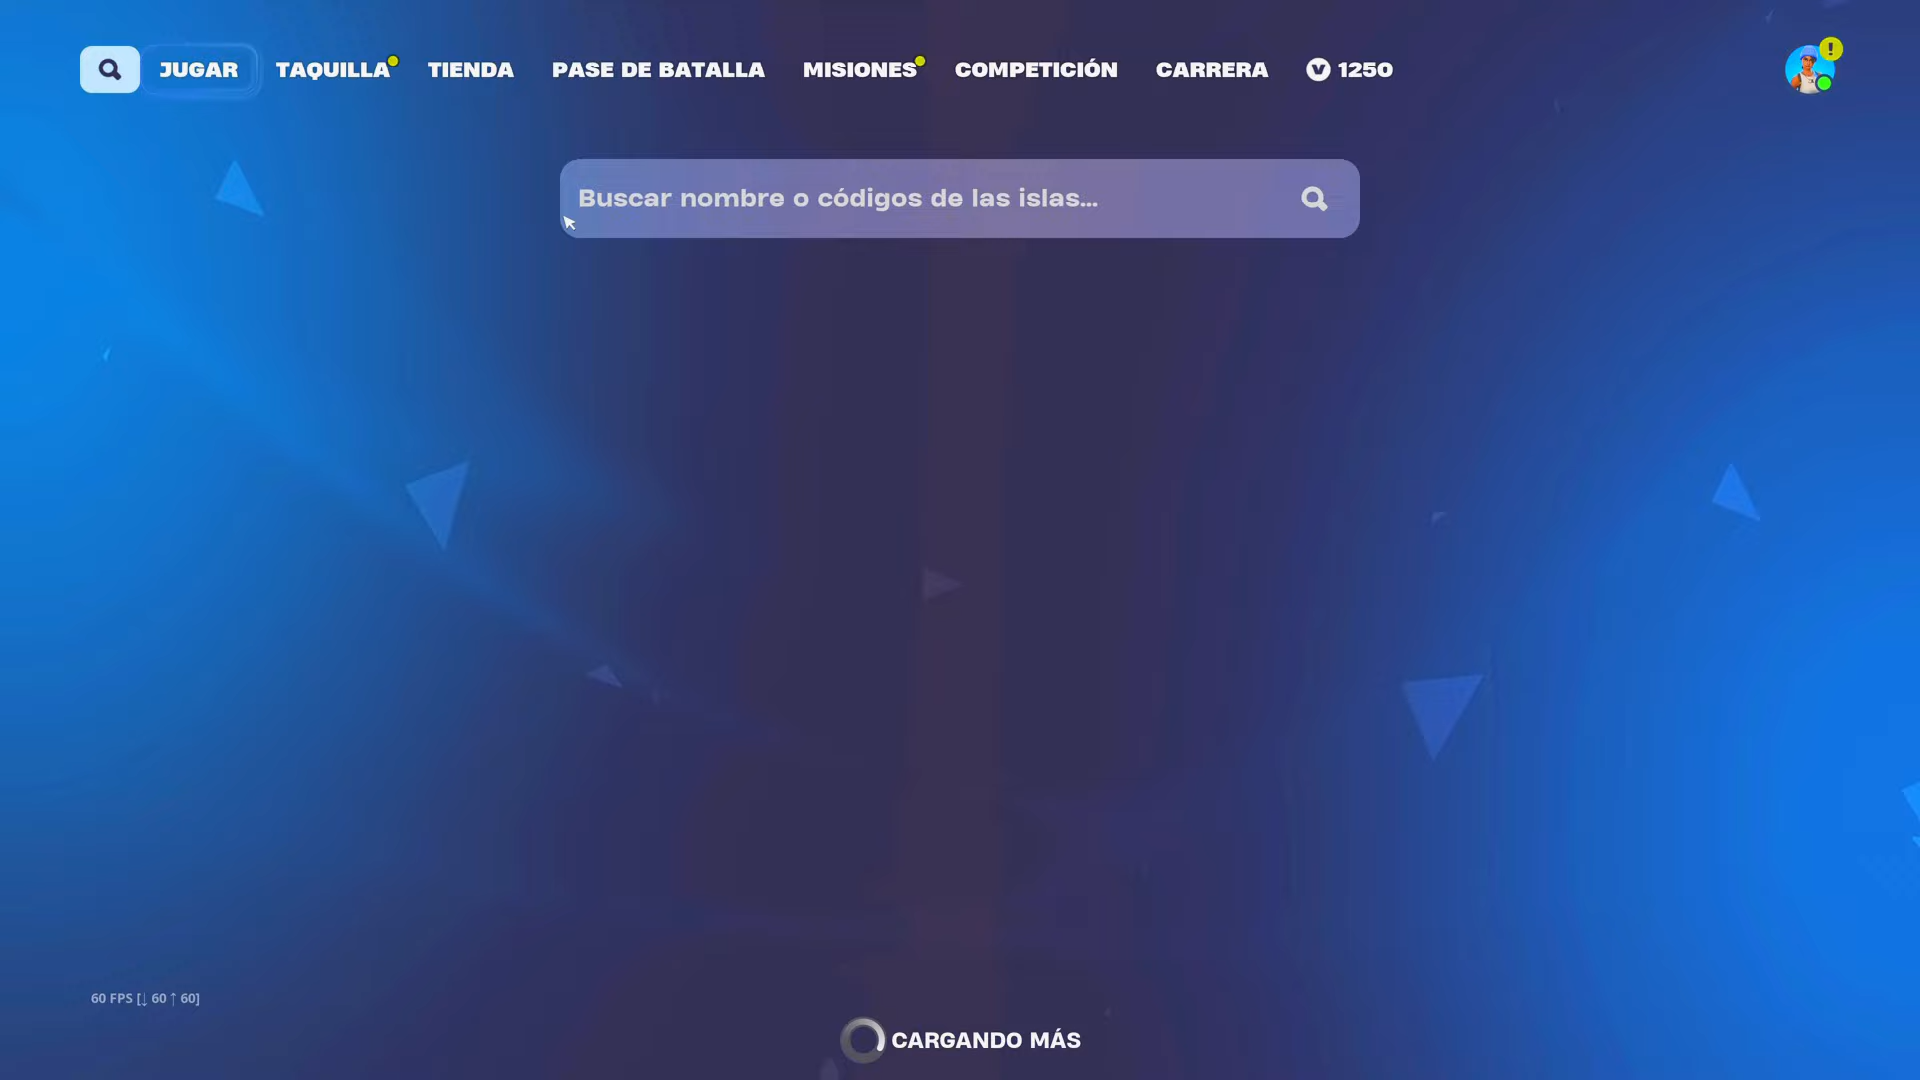 JUGAR TAQUILLA TIENDA PASE DE BATALLA MISIONES COMPETICIÓN CARRERA V 1250 !
Buscar nombre o códigos de las islas...
60 FPS [↓ 60 ↑ 60]
CARGANDO MÁS